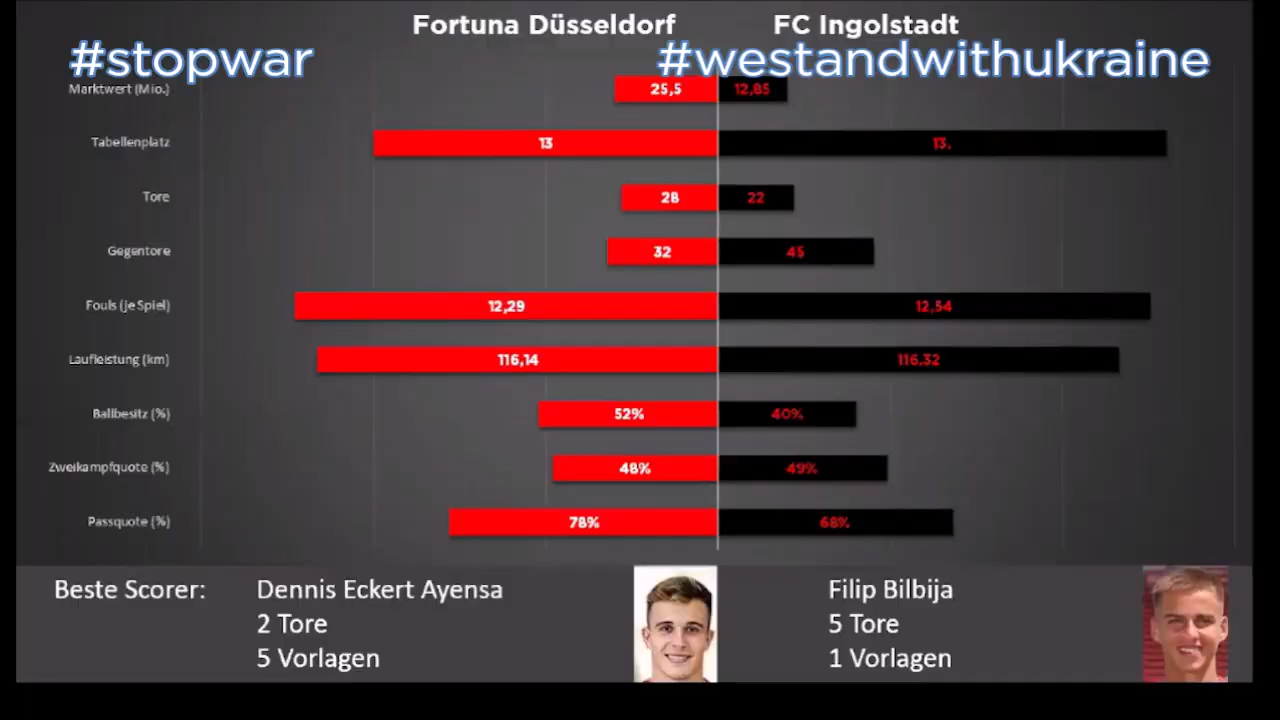 Fortuna Düsseldorf FC Ingolstadt
#stopwar #westandwithukraine
Marktwert (Mio.) 25,5 12,85
Tabellenplatz 13 13.
Tore 28 22
Gegentore 32 45
Fouls (je Spiel) 12,29 12,54
Laufleistung (km) 116,14 116,32
Ballbesitz (%) 52% 40%
Zweikampfquote (%) 48% 49%
Passquote (%) 78% 68%
Beste Scorer: Dennis Eckert Ayensa Filip Bilbija
2 Tore 5 Tore
5 Vorlagen 1 Vorlagen